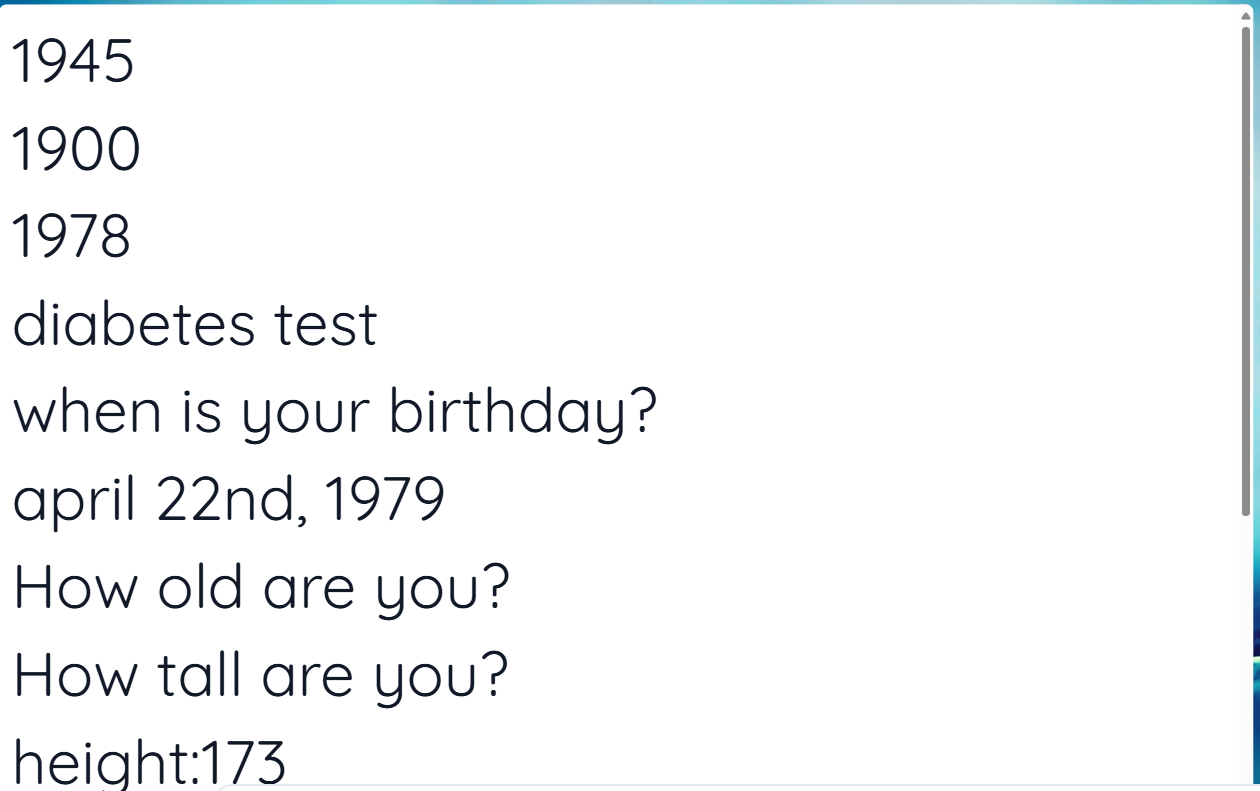 1945
1900
1978
diabetes test
when is your birthday?
april 22nd, 1979
How old are you?
How tall are you?
height:173